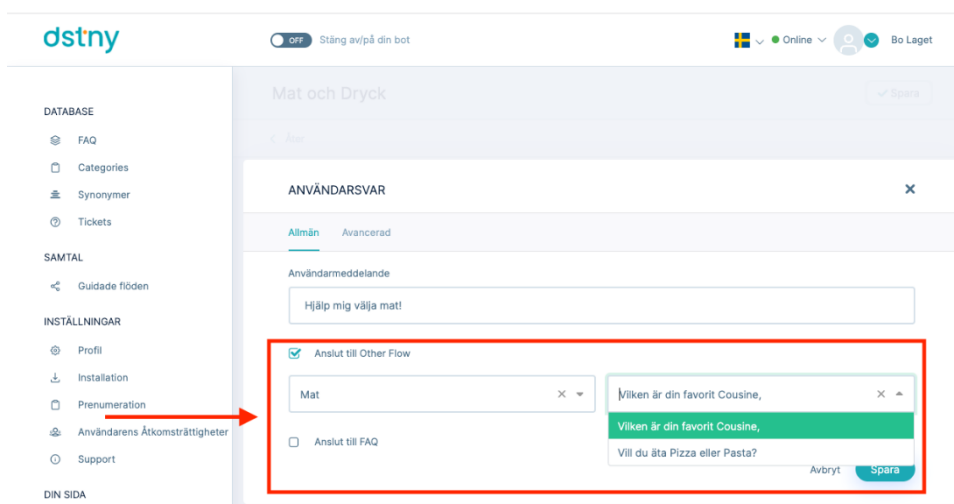 dstny
OFF Stäng av/på din bot
Online
Bo Laget
Mat och Dryck
Spara
DATABASE
FAQ
Categories
Synonymer
Tickets
SAMTAL
Guidade flöden
INSTÄLLNINGAR
Profil
Installation
Prenumeration
Användarens Åtkomsträttigheter
Support
DIN SIDA
ANVÄNDARSVAR
Allmän Avancerad
Användarmeddelande
Hjälp mig välja mat!
Anslut till Other Flow
Mat
Vilken är din favorit Cousine,
Vilken är din favorit Cousine,
Vill du äta Pizza eller Pasta?
Anslut till FAQ
Avbryt Spara